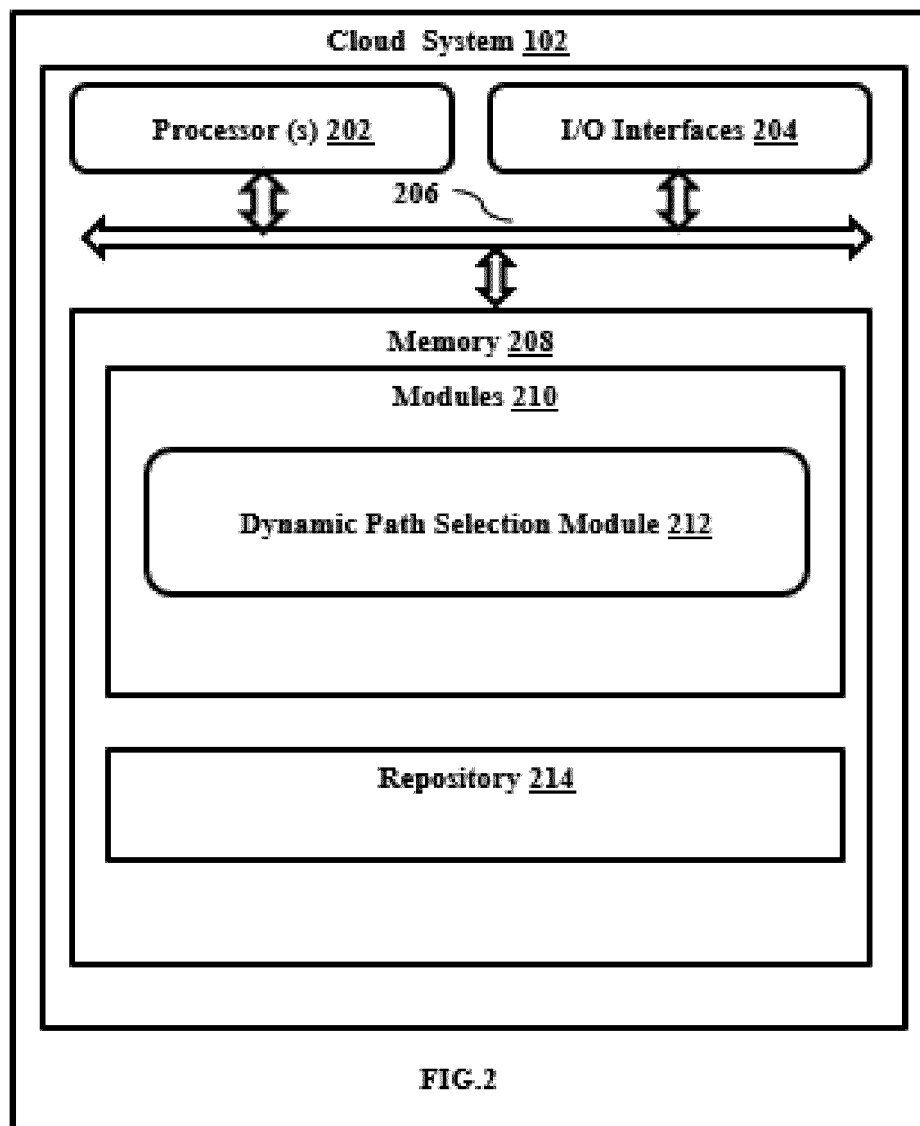 Cloud System 102
Processor (s) 202
I/O Interfaces 204
206
Memory 208
Modules 210
Dynamic Path Selection Module 212
Repository 214
FIG.2